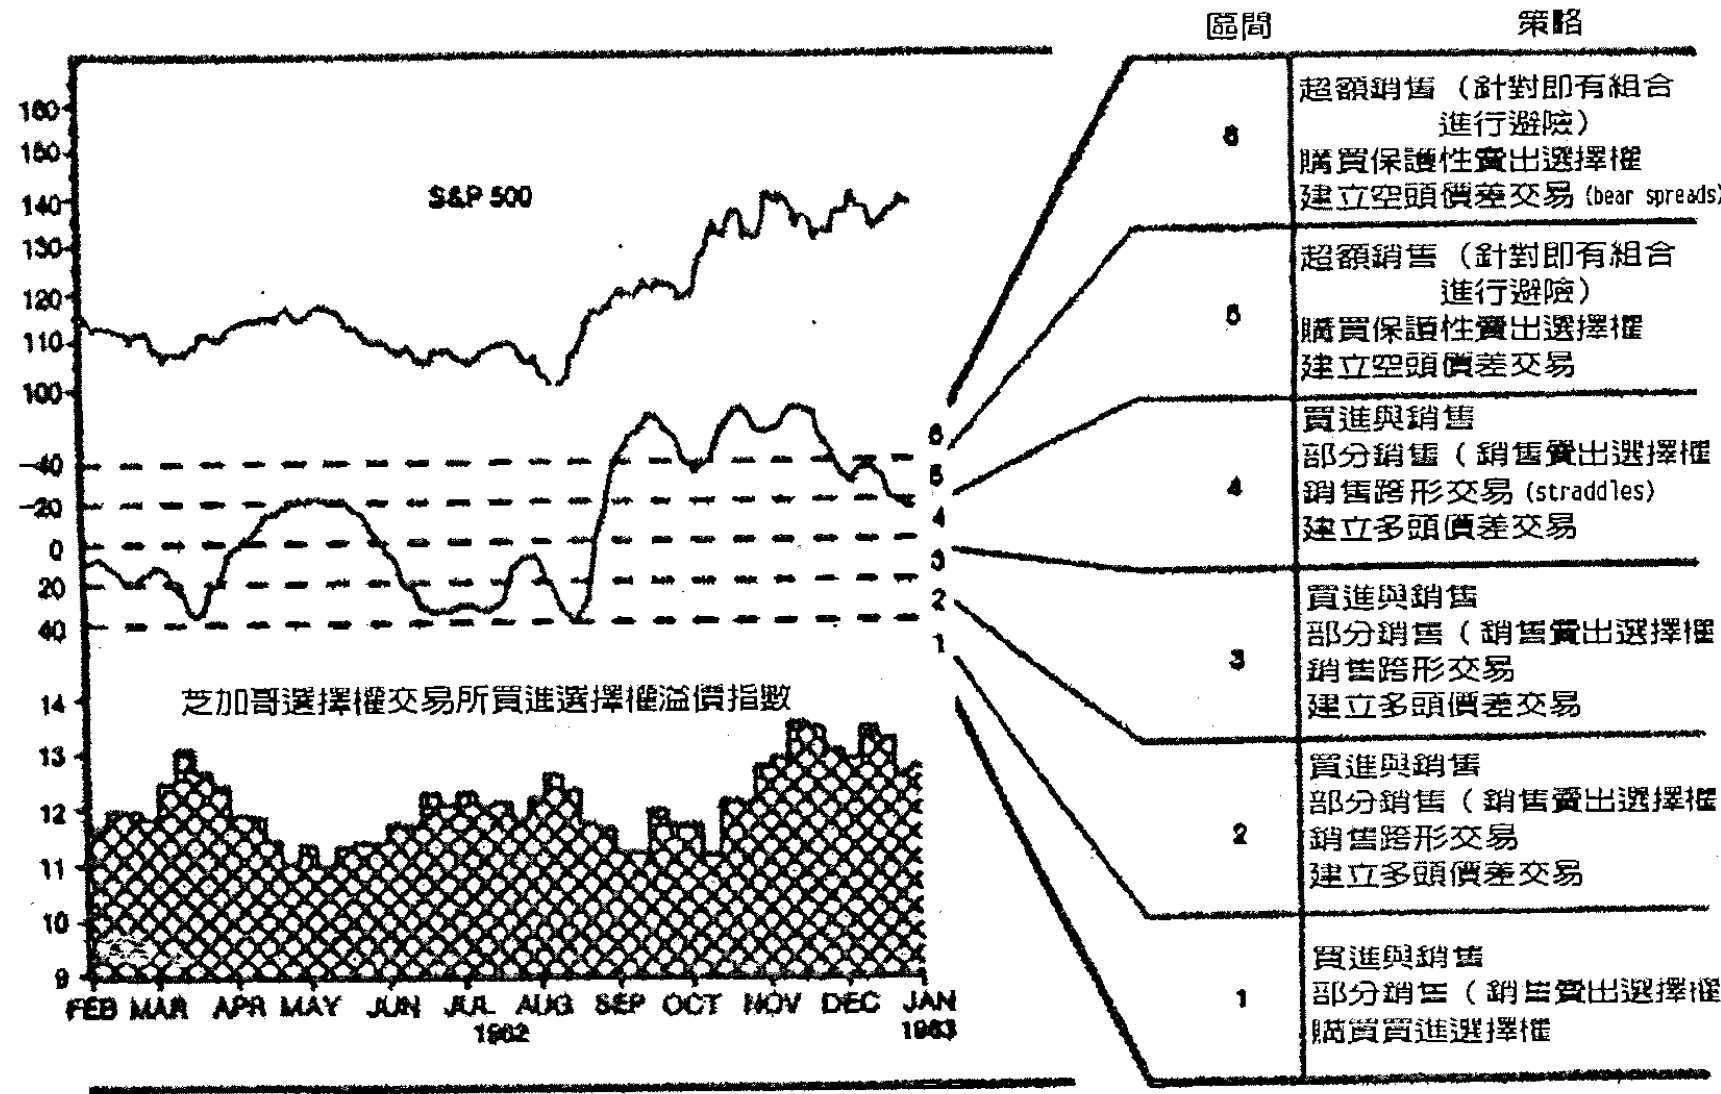 區間
策略
160
150
140
130
120
110
100
S&P 500
-40
-20
0
20
40
6
5
4
3
2
1
芝加哥選擇權交易所買進選擇權溢價指數
14
13
12
11
10
9
FEB MAR APR MAY JUN JUL AUG SEP OCT NOV DEC JAN
1982
1983
6
超額銷售（針對即有組合
進行避險）
購買保護性賣出選擇權
建立空頭價差交易 (bear spreads)
5
超額銷售（針對即有組合
進行避險）
購買保護性賣出選擇權
建立空頭價差交易
4
買進與銷售
部分銷售（銷售賣出選擇權
銷售跨形交易 (straddles)
建立多頭價差交易
3
買進與銷售
部分銷售（銷售賣出選擇權
銷售跨形交易
建立多頭價差交易
2
買進與銷售
部分銷售（銷售賣出選擇權
銷售跨形交易
建立多頭價差交易
1
買進與銷售
部分銷售（銷售賣出選擇權
購買買進選擇權